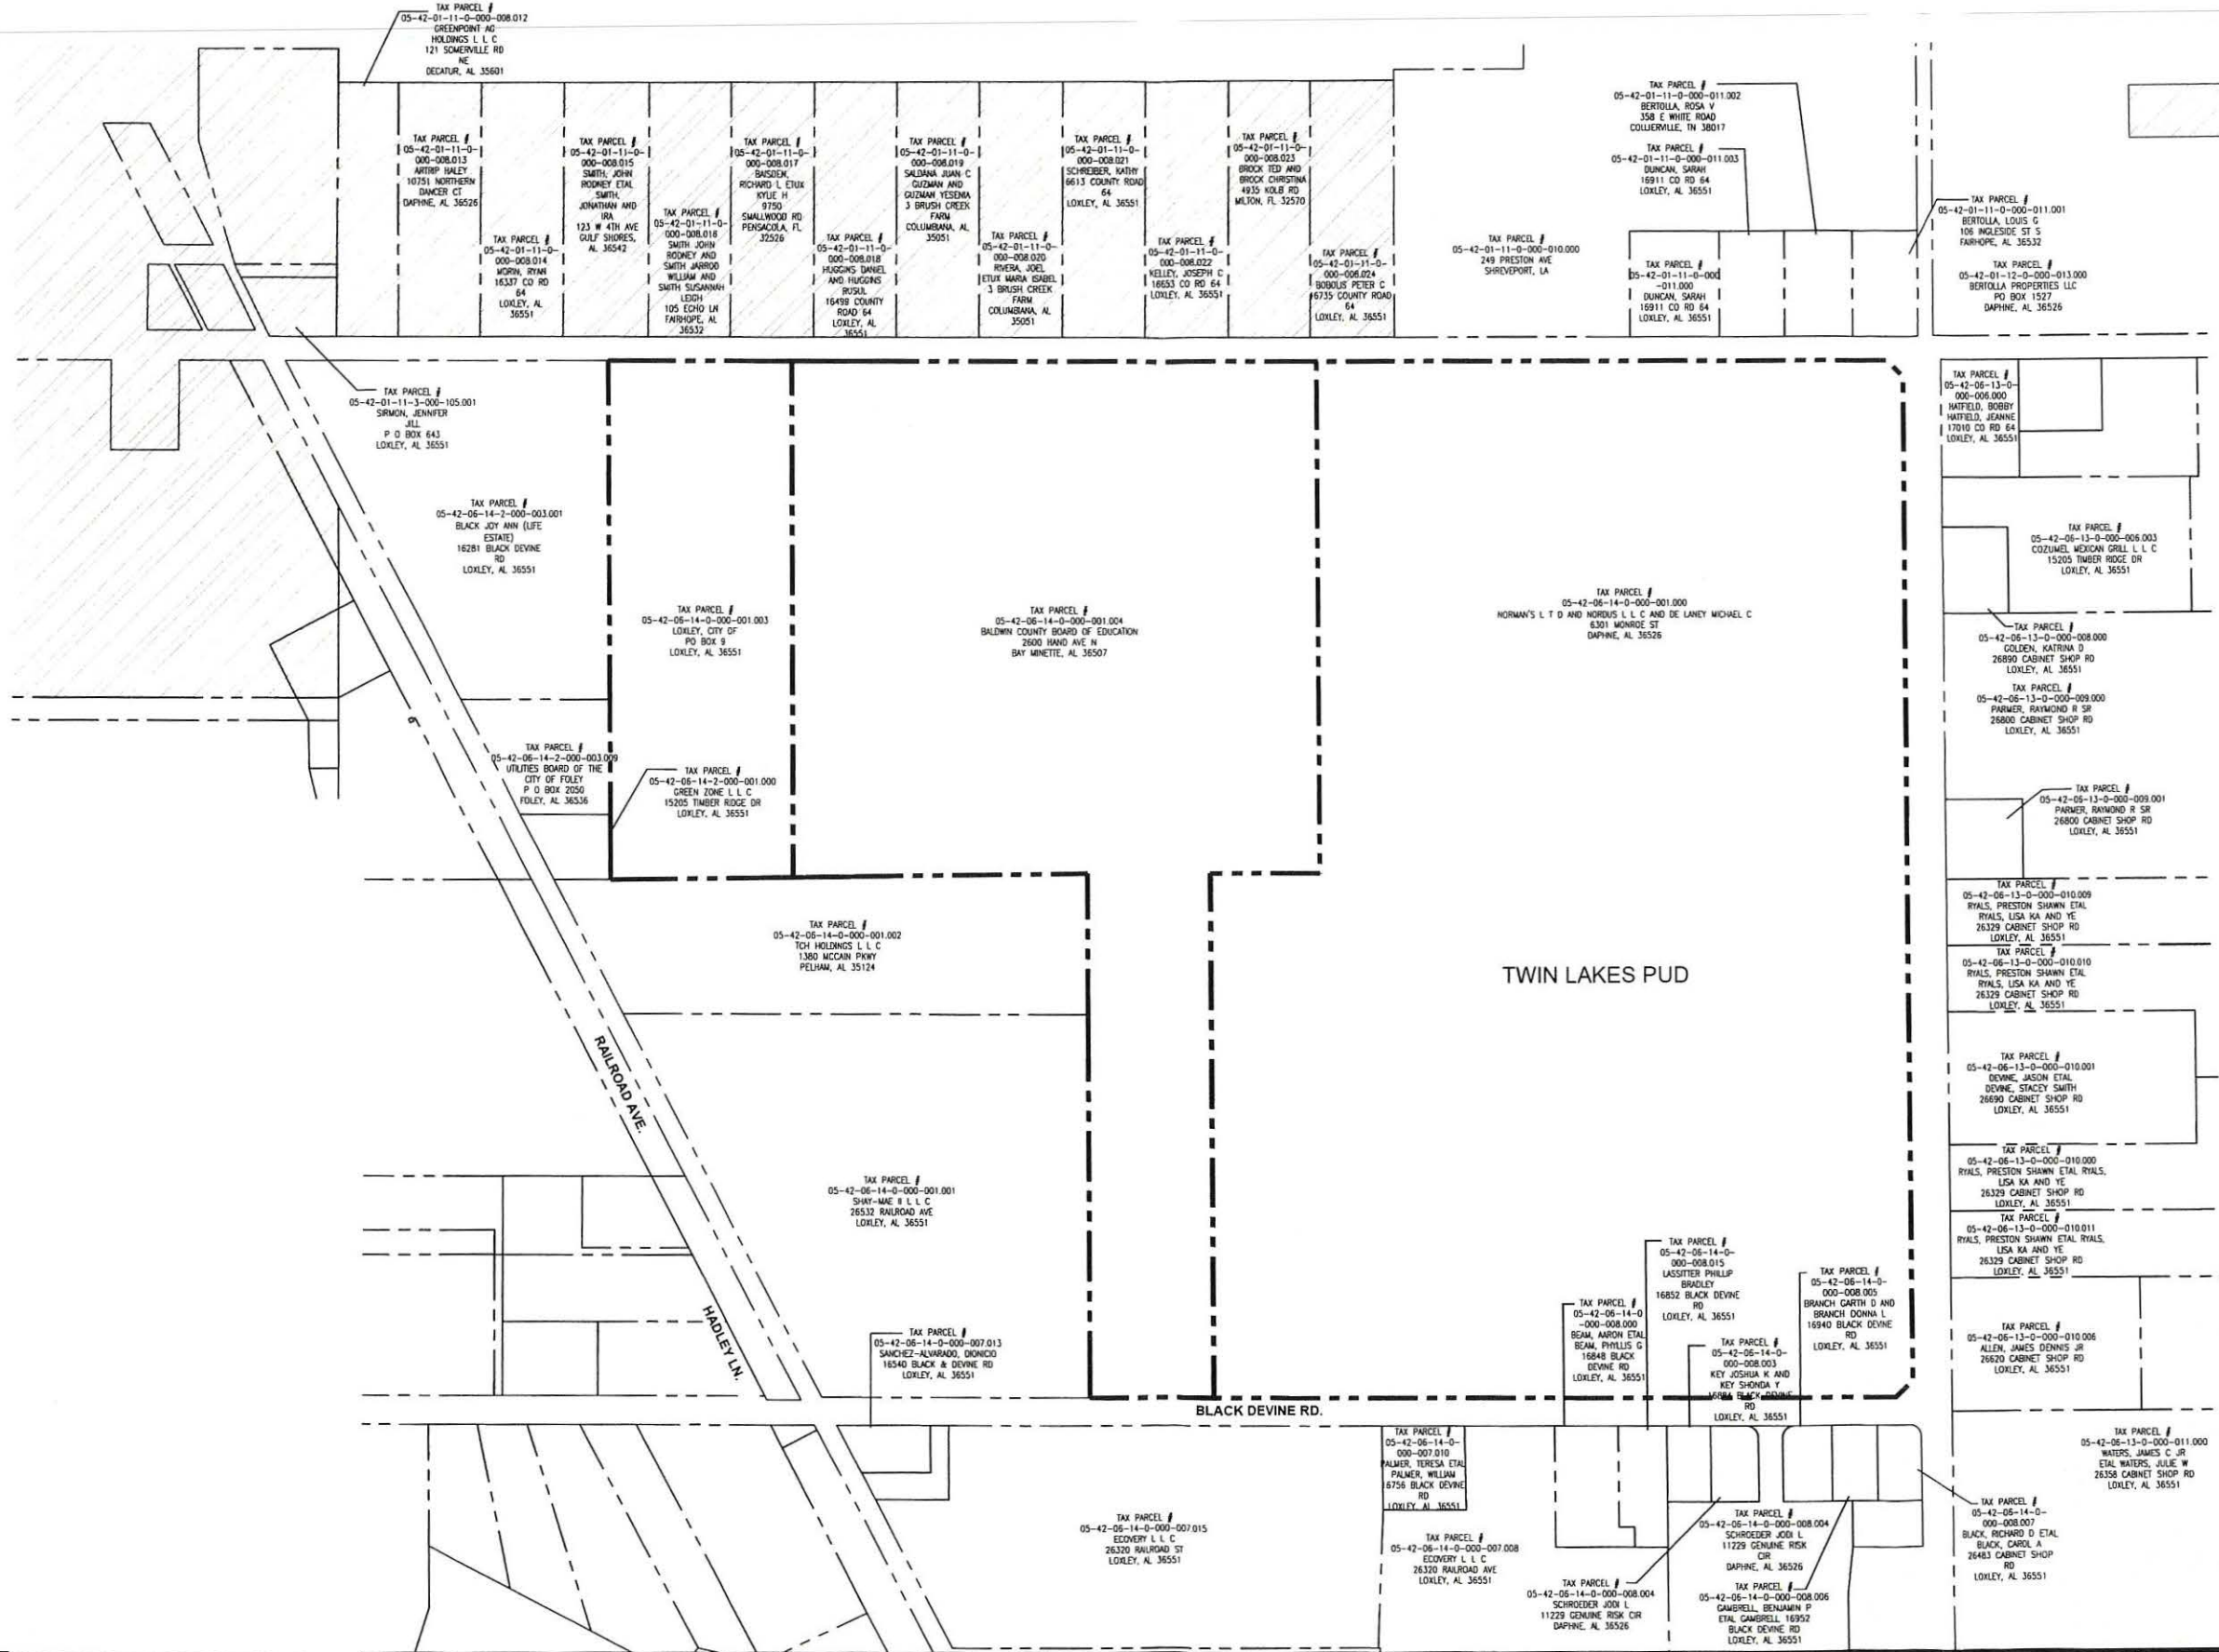 TAX PARCEL #
05-42-01-11-0-000-008.012
GREENPOINT AG
HOLDINGS L L C
121 SOMERVILLE RD
NE
DECATUR, AL 35601
TAX PARCEL #
05-42-01-11-0-
000-008.013
ARTRIP HALEY
10751 NORTHERN
DANCER CT
DAPHNE, AL 36526
TAX PARCEL #
05-42-01-11-0-
000-008.014
MORIN, RYAN
16337 CO RD
64
LOXLEY, AL
36551
TAX PARCEL #
05-42-01-11-0-
000-008.015
SMITH, JOHN
RODNEY ETAL
SMITH,
JONATHAN AND
IRA
123 W 4TH AVE
GULF SHORES,
AL 36542
TAX PARCEL #
05-42-01-11-0-
000-008.016
SMITH JOHN
RODNEY AND
SMITH JARROD
WILLIAM AND
SMITH SUSANNAH
LEIGH
105 ECHO LN
FAIRHOPE, AL
36532
TAX PARCEL #
05-42-01-11-0-
000-008.017
BAISDEN,
RICHARD L ETUX
KYLIE H
9750
SMALLWOOD RD
PENSACOLA, FL
32526
TAX PARCEL #
05-42-01-11-0-
000-008.018
HUGGINS DANIEL
AND HUGGINS
RUSUL
16499 COUNTY
ROAD 64
LOXLEY, AL
36551
TAX PARCEL #
05-42-01-11-0-
000-008.019
SALDANA JUAN C
GUZMAN AND
GUZMAN YESENIA
3 BRUSH CREEK
FARM
COLUMBIANA, AL
35051
TAX PARCEL #
05-42-01-11-0-
000-008.020
RIVERA, JOEL
ETUX MARIA ISABEL
3 BRUSH CREEK
FARM
COLUMBIANA, AL
35051
TAX PARCEL #
05-42-01-11-0-
000-008.021
SCHREIBER, KATHY
6613 COUNTY ROAD
64
LOXLEY, AL 36551
TAX PARCEL #
05-42-01-11-0-
000-008.022
KELLEY, JOSEPH C
16653 CO RD 64
LOXLEY, AL 36551
TAX PARCEL #
05-42-01-11-0-
000-008.023
BROCK TED AND
BROCK CHRISTINA
4935 KOLB RD
MILTON, FL 32570
TAX PARCEL #
05-42-01-11-0-
000-008.024
BOBOLIS PETER C
6735 COUNTY ROAD
64
LOXLEY, AL 36551
TAX PARCEL #
05-42-01-11-0-000-010.000
249 PRESTON AVE
SHREVEPORT, LA
TAX PARCEL #
05-42-01-11-0-000-011.002
BERTOLLA, ROSA V
358 E WHITE ROAD
COLLIERVILLE, TN 38017
TAX PARCEL #
05-42-01-11-0-000-011.003
DUNCAN, SARAH
16911 CO RD 64
LOXLEY, AL 36551
TAX PARCEL #
05-42-01-11-0-000
-011.000
DUNCAN, SARAH
16911 CO RD 64
LOXLEY, AL 36551
TAX PARCEL #
05-42-01-11-0-000-011.001
BERTOLLA, LOUIS G
106 INGLESIDE ST S
FAIRHOPE, AL 36532
TAX PARCEL #
05-42-01-12-0-000-013.000
BERTOLLA PROPERTIES LLC
PO BOX 1527
DAPHNE, AL 36526
TAX PARCEL #
05-42-01-11-3-000-105.001
SIRMON, JENNIFER
JILL
P O BOX 643
LOXLEY, AL 36551
TAX PARCEL #
05-42-06-14-2-000-003.001
BLACK JOY ANN (LIFE
ESTATE)
16281 BLACK DEVINE
RD
LOXLEY, AL 36551
TAX PARCEL #
05-42-06-14-0-000-001.003
LOXLEY, CITY OF
PO BOX 9
LOXLEY, AL 36551
TAX PARCEL #
05-42-06-14-0-000-001.004
BALDWIN COUNTY BOARD OF EDUCATION
2600 HAND AVE N
BAY MINETTE, AL 36507
TAX PARCEL #
05-42-06-14-0-000-001.000
NORMAN'S L T D AND NORDUS L L C AND DE LANEY MICHAEL C
6301 MONROE ST
DAPHNE, AL 36526
TAX PARCEL #
05-42-06-13-0-
000-006.000
HATFIELD, BOBBY
HATFIELD, JEANNE
17010 CO RD 64
LOXLEY, AL 36551
TAX PARCEL #
05-42-06-13-0-000-006.003
COZUMEL MEXICAN GRILL L L C
15205 TIMBER RIDGE DR
LOXLEY, AL 36551
TAX PARCEL #
05-42-06-13-0-000-008.000
GOLDEN, KATRINA D
26890 CABINET SHOP RD
LOXLEY, AL 36551
TAX PARCEL #
05-42-06-13-0-000-009.000
PARMER, RAYMOND R SR
26800 CABINET SHOP RD
LOXLEY, AL 36551
TAX PARCEL #
05-42-06-14-2-000-003.009
UTILITIES BOARD OF THE
CITY OF FOLEY
P O BOX 2050
FOLEY, AL 36536
TAX PARCEL #
05-42-06-14-2-000-001.000
GREEN ZONE L L C
15205 TIMBER RIDGE DR
LOXLEY, AL 36551
TAX PARCEL #
05-42-06-13-0-000-009.001
PARMER, RAYMOND R SR
26800 CABINET SHOP RD
LOXLEY, AL 36551
TAX PARCEL #
05-42-06-13-0-000-010.009
RYALS, PRESTON SHAWN ETAL
RYALS, LISA KA AND YE
26329 CABINET SHOP RD
LOXLEY, AL 36551
TAX PARCEL #
05-42-06-13-0-000-010.010
RYALS, PRESTON SHAWN ETAL
RYALS, LISA KA AND YE
26329 CABINET SHOP RD
LOXLEY, AL 36551
TAX PARCEL #
05-42-06-14-0-000-001.002
TCH HOLDINGS L L C
1380 MCCAIN PKWY
PELHAM, AL 35124
TWIN LAKES PUD
RAILROAD AVE.
TAX PARCEL #
05-42-06-13-0-000-010.001
DEVINE, JASON ETAL
DEVINE, STACEY SMITH
26690 CABINET SHOP RD
LOXLEY, AL 36551
TAX PARCEL #
05-42-06-13-0-000-010.000
RYALS, PRESTON SHAWN ETAL RYALS,
LISA KA AND YE
26329 CABINET SHOP RD
LOXLEY, AL 36551
TAX PARCEL #
05-42-06-13-0-000-010.011
RYALS, PRESTON SHAWN ETAL RYALS,
LISA KA AND YE
26329 CABINET SHOP RD
LOXLEY, AL 36551
TAX PARCEL #
05-42-06-14-0-000-001.001
SHAY-MAE II L L C
26532 RAILROAD AVE
LOXLEY, AL 36551
HADLEY LN.
TAX PARCEL #
05-42-06-14-0-000-007.013
SANCHEZ-ALVARADO, DIONICIO
16540 BLACK & DEVINE RD
LOXLEY, AL 36551
TAX PARCEL #
05-42-06-14-0
-000-008.000
BEAM, AARON ETAL
BEAM, PHYLLIS G
16848 BLACK
DEVINE RD
LOXLEY, AL 36551
TAX PARCEL #
05-42-06-14-0-
000-008.015
LASSITTER PHILLIP
BRADLEY
16852 BLACK DEVINE
RD
LOXLEY, AL 36551
TAX PARCEL #
05-42-06-14-0-
000-008.003
KEY JOSHUA K AND
KEY SHONDA Y
BLACK DEVINE
RD
LOXLEY, AL 36551
TAX PARCEL #
05-42-06-14-0-
000-008.005
BRANCH GARTH D AND
BRANCH DONNA L
16940 BLACK DEVINE
RD
LOXLEY, AL 36551
TAX PARCEL #
05-42-06-13-0-000-010.006
ALLEN, JAMES DENNIS JR
26620 CABINET SHOP RD
LOXLEY, AL 36551
BLACK DEVINE RD.
TAX PARCEL #
05-42-06-14-0-
000-007.010
PALMER, TERESA ETAL
PALMER, WILLIAM
6756 BLACK DEVINE
RD
LOXLEY, AL 36551
TAX PARCEL #
05-42-06-13-0-000-011.000
WATERS, JAMES C JR
ETAL WATERS, JULIE W
26358 CABINET SHOP RD
LOXLEY, AL 36551
TAX PARCEL #
05-42-06-14-0-000-007.015
ECOVERY L L C
26320 RAILROAD ST
LOXLEY, AL 36551
TAX PARCEL #
05-42-06-14-0-000-007.008
ECOVERY L L C
26320 RAILROAD AVE
LOXLEY, AL 36551
TAX PARCEL #
05-42-06-14-0-000-008.004
SCHROEDER JODI L
11229 GENUINE RISK
CIR
DAPHNE, AL 36526
TAX PARCEL #
05-42-06-14-0-
000-008.007
BLACK, RICHARD D ETAL
BLACK, CAROL A
26483 CABINET SHOP
RD
LOXLEY, AL 36551
TAX PARCEL #
05-42-06-14-0-000-008.004
SCHROEDER JODI L
11229 GENUINE RISK CIR
DAPHNE, AL 36526
TAX PARCEL #
05-42-06-14-0-000-008.006
GAMBRELL, BENJAMIN P
ETAL GAMBRELL 16952
BLACK DEVINE RD
LOXLEY, AL 36551